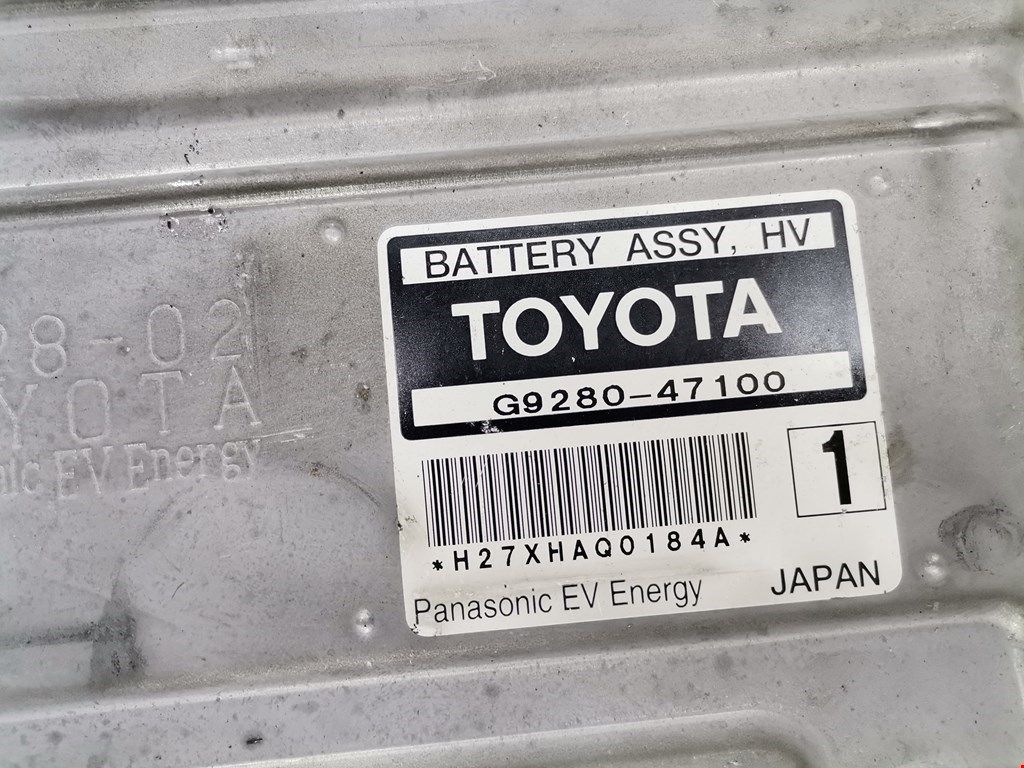 BATTERY ASSY, HV
TOYOTA
G9280-47100
1
*H27XHAQ0184A*
Panasonic EV Energy
JAPAN
28-02
YOTA
nic EV Energy